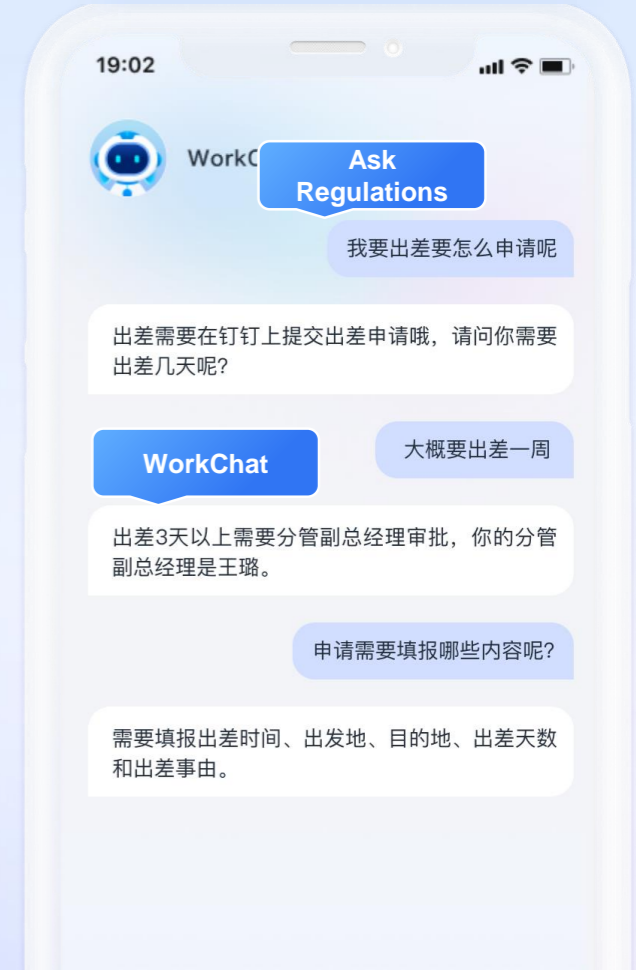 19:02
WorkC
Ask
Regulations
我要出差要怎么申请呢
出差需要在钉钉上提交出差申请哦，请问你需要
出差几天呢?
大概要出差一周
WorkChat
出差3天以上需要分管副总经理审批，你的分管
副总经理是王璐。
申请需要填报哪些内容呢?
需要填报出差时间、出发地、目的地、出差天数
和出差事由。